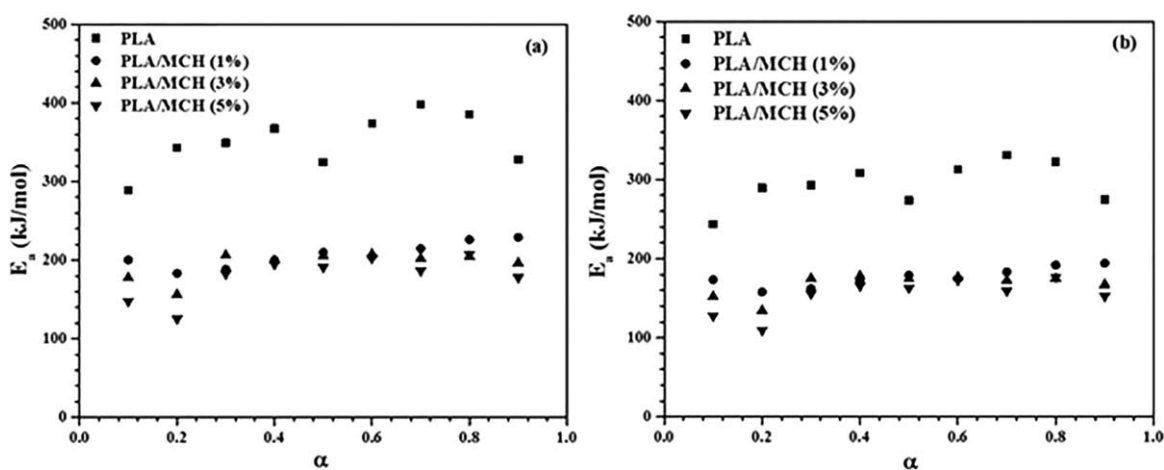 500
400
300
200
100
0
Eₐ (kJ/mol)
PLA
PLA/MCH (1%)
PLA/MCH (3%)
PLA/MCH (5%)
(a)
0.0 0.2 0.4 0.6 0.8 1.0
α
500
400
300
200
100
0
Eₐ (kJ/mol)
PLA
PLA/MCH (1%)
PLA/MCH (3%)
PLA/MCH (5%)
(b)
0.0 0.2 0.4 0.6 0.8 1.0
α